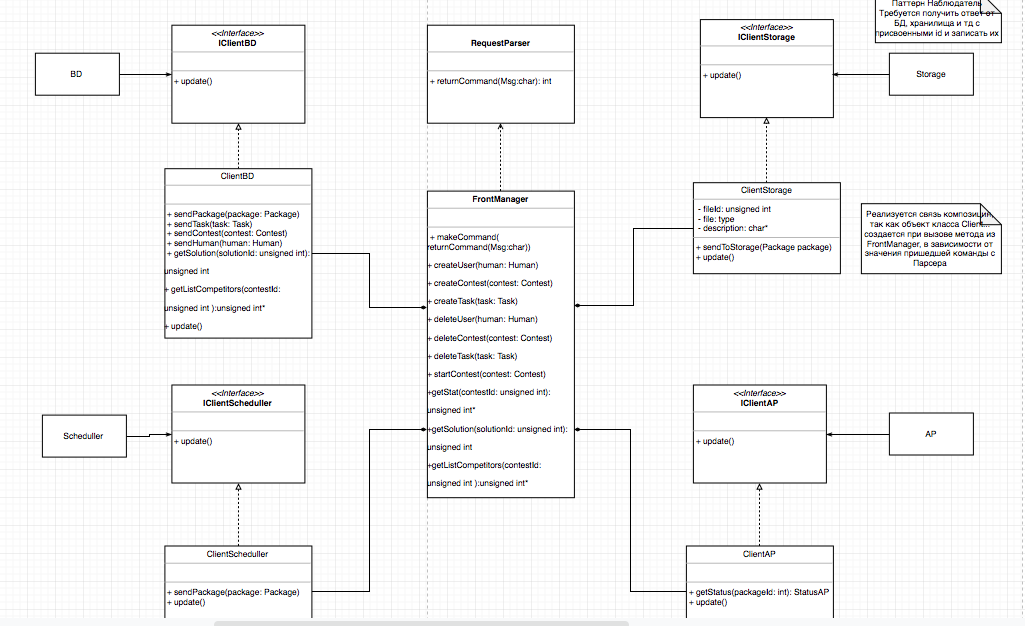 Паттерн Наблюдатель
Требуется получить ответ от
БД, хранилища и тд с
присвоенными id и записать их
<<Interface>>
IClientBD
+ update()
BD
RequestParser
+ returnCommand(Msg:char): int
<<Interface>>
IClientStorage
+ update()
Storage
ClientBD
+ sendPackage(package: Package)
+ sendTask(task: Task)
+ sendContest(contest: Contest)
+ sendHuman(human: Human)
+ getSolution(solutionId: unsigned int):
unsigned int
+ getListCompetitors(contestId:
unsigned int ):unsigned int*
+ update()
FrontManager
+ makeCommand(
returnCommand(Msg:char))
+ createUser(human: Human)
+ createContest(contest: Contest)
+ createTask(task: Task)
+ deleteUser(human: Human)
+ deleteContest(contest: Contest)
+ deleteTask(task: Task)
+ startContest(contest: Contest)
+getStat(contestId: unsigned int):
unsigned int*
+getSolution(solutionId: unsigned int):
unsigned int
+getListCompetitors(contestId:
unsigned int ):unsigned int*
ClientStorage
- fileId: unsigned int
- file: type
- description: char*
+ sendToStorage(Package package)
+ update()
Реализуется связь композиции,
так как объект класса Client...
создается при вызове метода из
FrontManager, в зависимости от
значения пришедшей команды с
Парсера
<<Interface>>
IClientScheduller
+ update()
Scheduller
<<Interface>>
IClientAP
+ update()
AP
ClientScheduller
+ sendPackage(package: Package)
+ update()
ClientAP
+ getStatus(packageId: int): StatusAP
+ update()